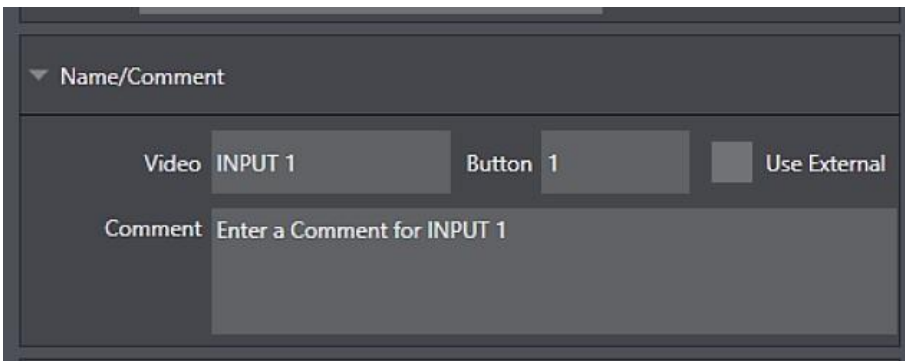 Name/Comment
Video INPUT 1 Button 1 Use External
Comment Enter a Comment for INPUT 1